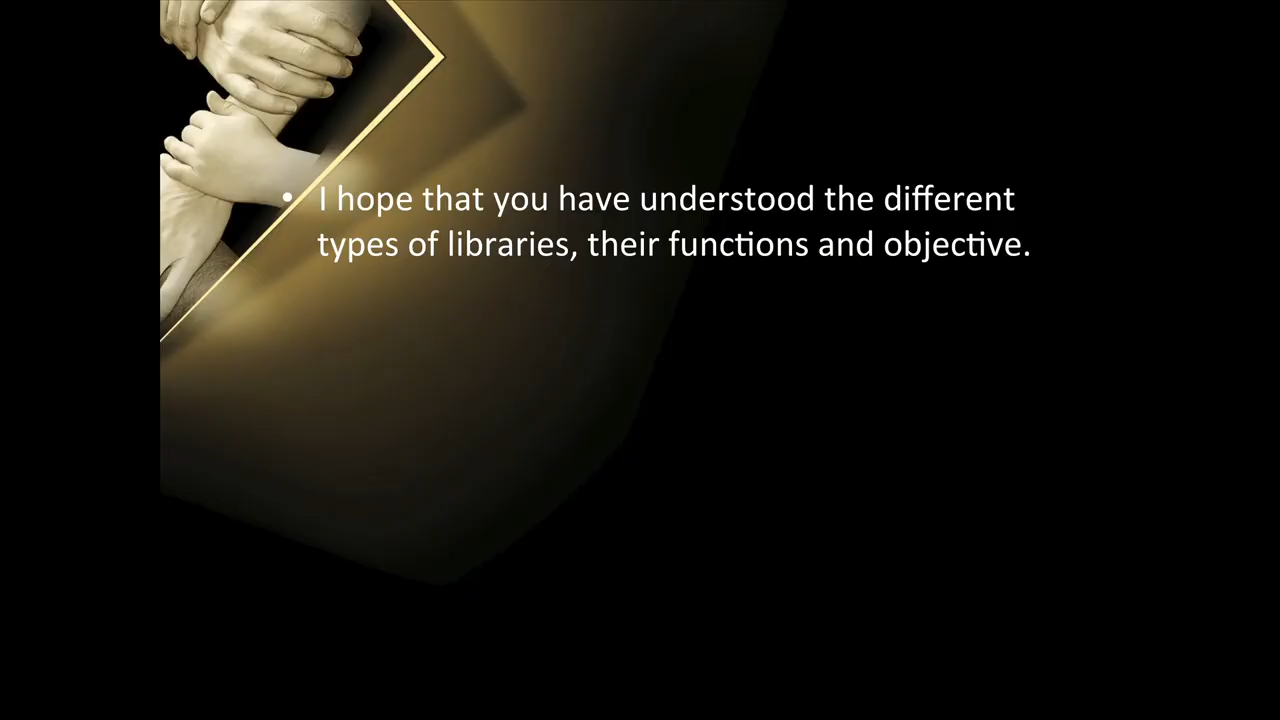 • I hope that you have understood the different
types of libraries, their functions and objective.